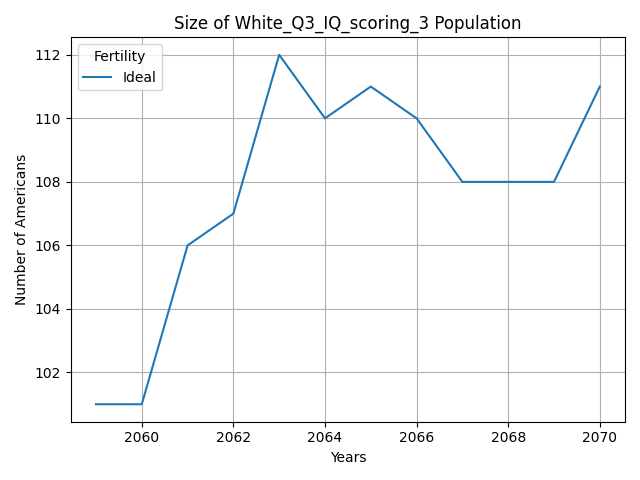 Size of White_Q3_IQ_scoring_3 Population
Fertility
Ideal
112
110
108
106
104
102
Number of Americans
2060 2062 2064 2066 2068 2070
Years